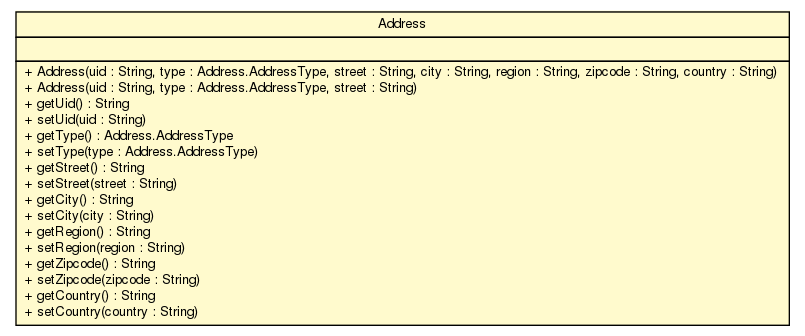 Address
+ Address(uid : String, type : Address.AddressType, street : String, city : String, region : String, zipcode : String, country : String)
+ Address(uid : String, type : Address.AddressType, street : String)
+ getUid() : String
+ setUid(uid : String)
+ getType() : Address.AddressType
+ setType(type : Address.AddressType)
+ getStreet() : String
+ setStreet(street : String)
+ getCity() : String
+ setCity(city : String)
+ getRegion() : String
+ setRegion(region : String)
+ getZipcode() : String
+ setZipcode(zipcode : String)
+ getCountry() : String
+ setCountry(country : String)